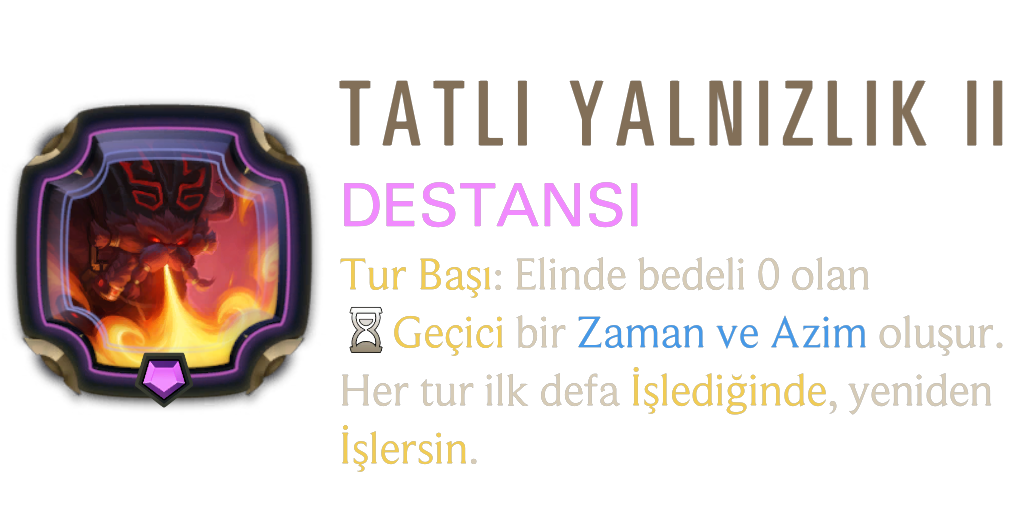 TATLI YALNIZLIK II
DESTANSI
Tur Başı: Elinde bedeli 0 olan
Geçici bir Zaman ve Azim oluşur.
Her tur ilk defa İşlediğinde, yeniden
İşlersin.